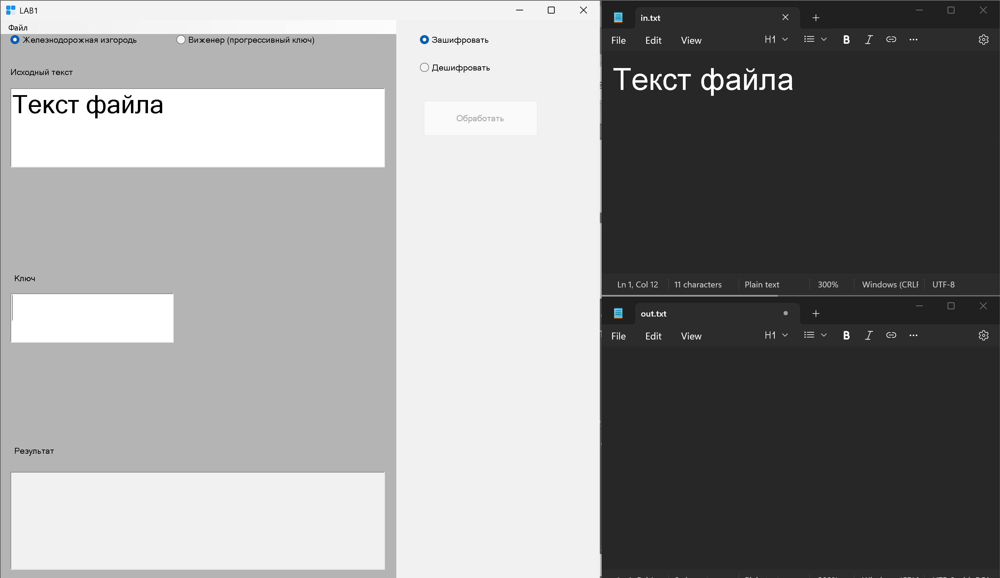 LAB1
Файл
Железнодорожная изгородь
Виженер (прогрессивный ключ)
Исходный текст
Текст файла
Ключ
Результат
Зашифровать
Дешифровать
Обработать
in.txt
File Edit View H1 B I
Текст файла
Ln 1, Col 12 11 characters Plain text 300% Windows (CRLF UTF-8
out.txt
File Edit View H1 B I